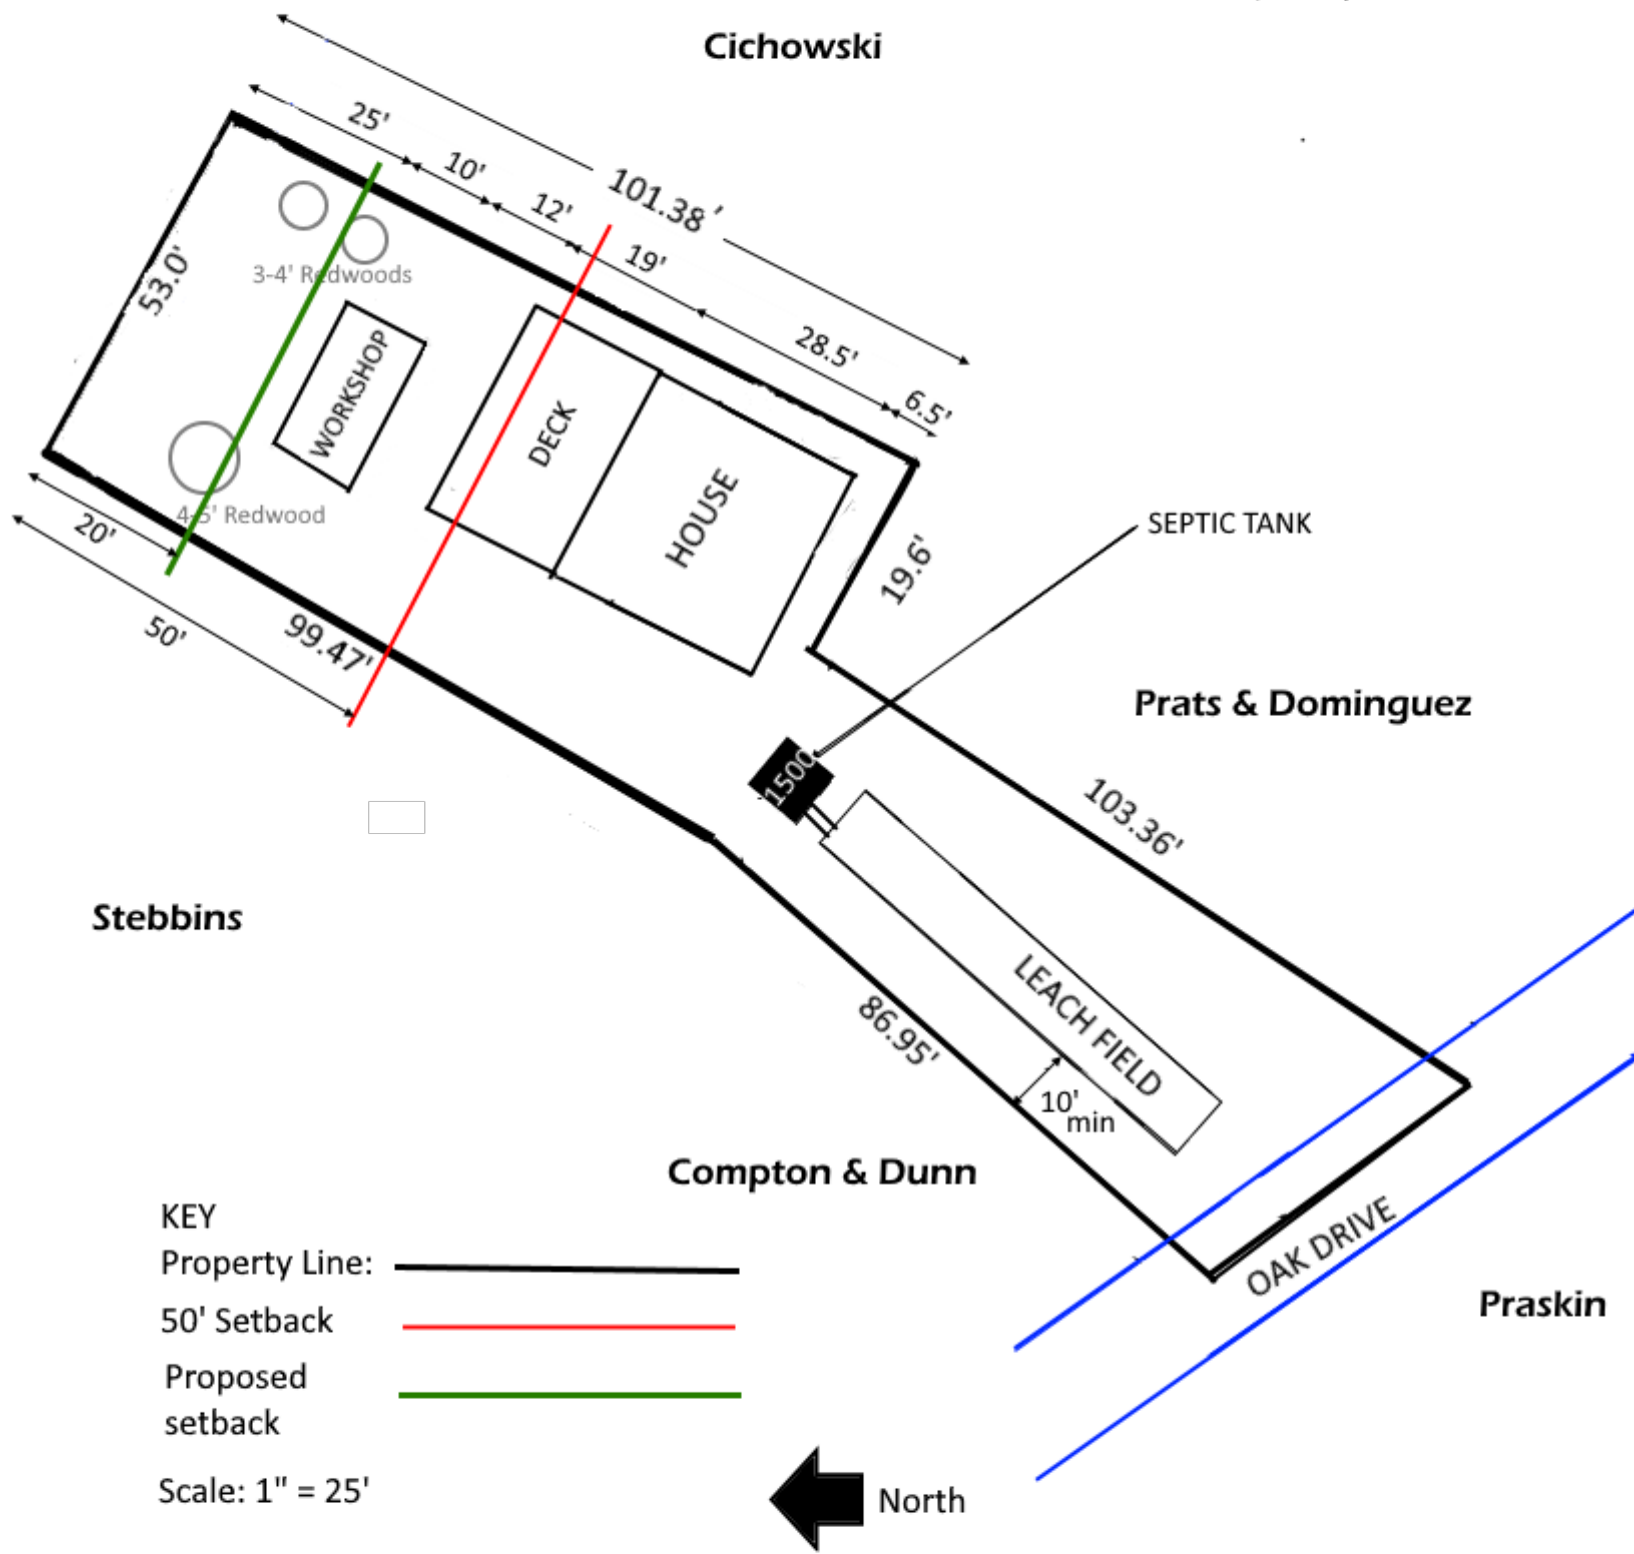 Cichowski
25'
10'
12'
101.38'
19'
28.5'
6.5'
53.0'
3-4' Redwoods
WORKSHOP
DECK
HOUSE
4-5' Redwood
20'
50'
99.47'
19.6'
SEPTIC TANK
Prats & Dominguez
1500
103.36'
Stebbins
LEACH FIELD
86.95'
10'
min
Compton & Dunn
OAK DRIVE
Praskin
KEY
Property Line:
50' Setback
Proposed
setback
Scale: 1" = 25'
North